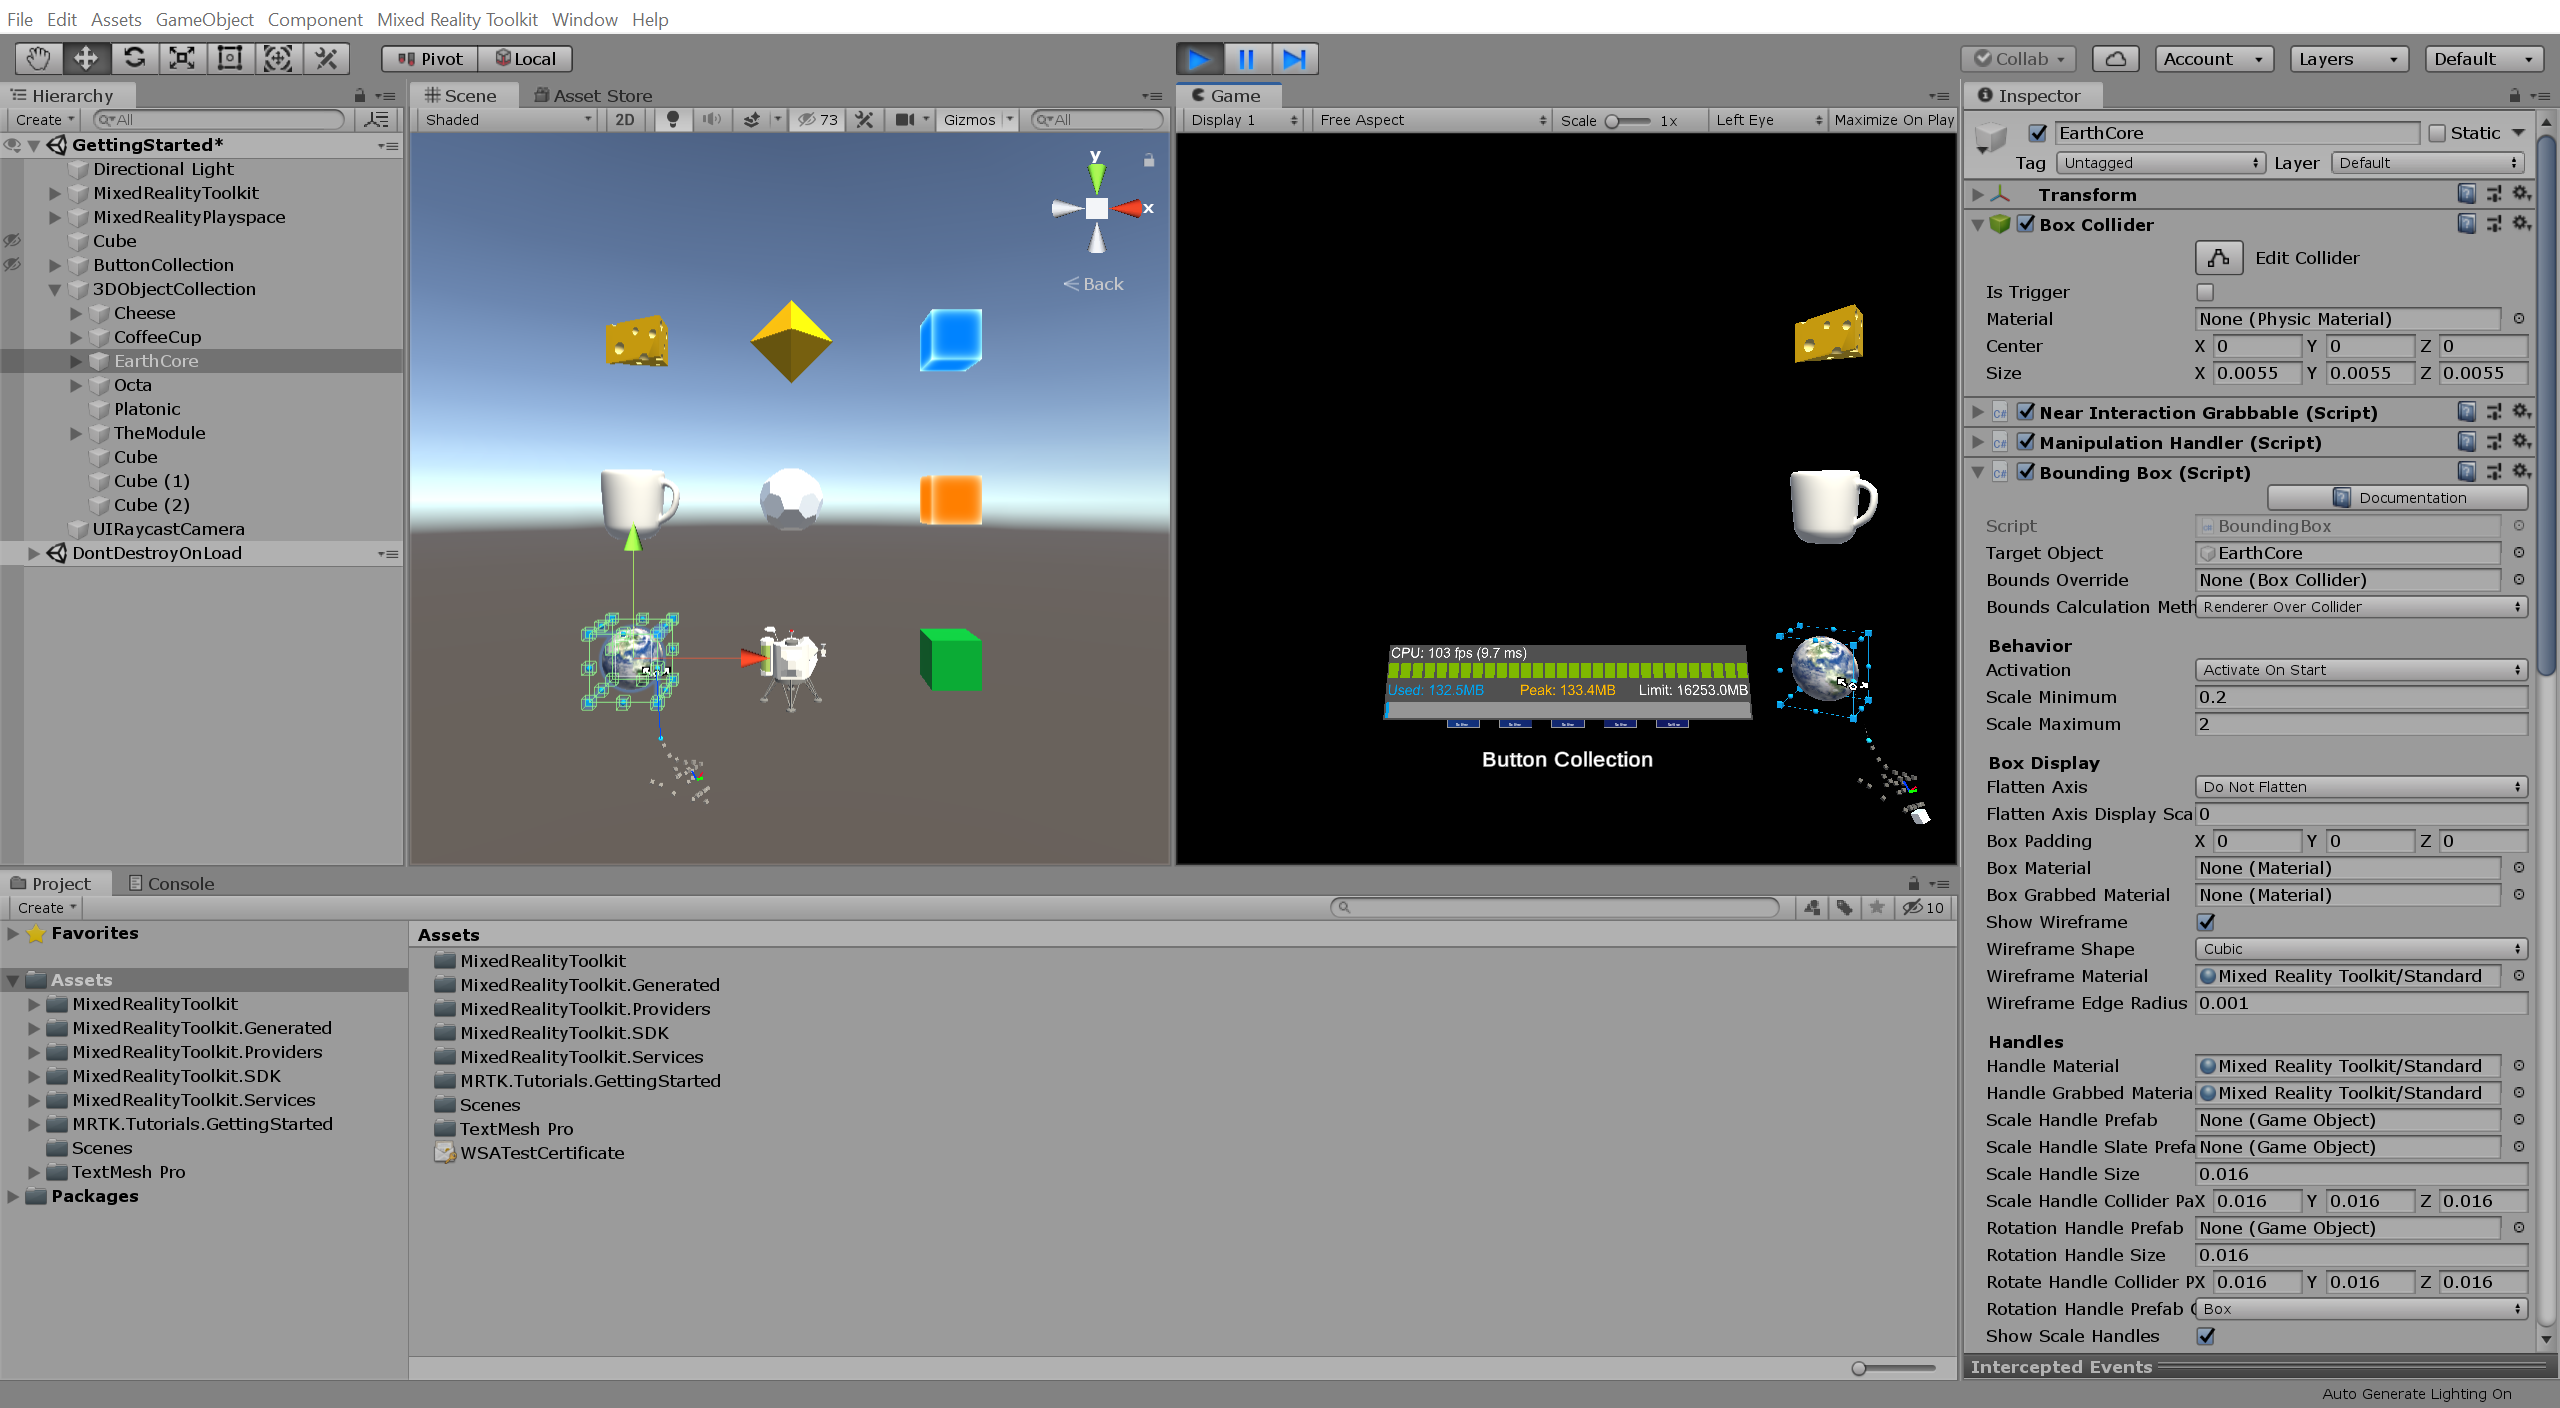 File Edit Assets GameObject Component Mixed Reality Toolkit Window Help
Pivot Local
Collab Account Layers Default
Hierarchy
Create All
GettingStarted*
Directional Light
MixedRealityToolkit
MixedRealityPlayspace
Cube
ButtonCollection
3DObjectCollection
Cheese
CoffeeCup
EarthCore
Octa
Platonic
TheModule
Cube
Cube (1)
Cube (2)
UIRaycastCamera
DontDestroyOnLoad
Scene Asset Store
Shaded 2D 73 Gizmos All
y
x
Back
Game
Display 1 Free Aspect Scale 1x Left Eye Maximize On Play
CPU: 103 fps (9.7 ms)
Used: 132.5MB Peak: 133.4MB Limit: 16253.0MB
Button Collection
Project Console
Create 10
Favorites
Assets
MixedRealityToolkit
MixedRealityToolkit.Generated
MixedRealityToolkit.Providers
MixedRealityToolkit.SDK
MixedRealityToolkit.Services
MRTK.Tutorials.GettingStarted
Scenes
TextMesh Pro
Packages
Assets
MixedRealityToolkit
MixedRealityToolkit.Generated
MixedRealityToolkit.Providers
MixedRealityToolkit.SDK
MixedRealityToolkit.Services
MRTK.Tutorials.GettingStarted
Scenes
TextMesh Pro
WSATestCertificate
Inspector
EarthCore Static
Tag Untagged Layer Default
Transform
Box Collider
Edit Collider
Is Trigger
Material None (Physic Material)
Center X 0 Y 0 Z 0
Size X 0.0055 Y 0.0055 Z 0.0055
C# Near Interaction Grabbable (Script)
C# Manipulation Handler (Script)
C# Bounding Box (Script)
Documentation
Script BoundingBox
Target Object EarthCore
Bounds Override None (Box Collider)
Bounds Calculation Meth Renderer Over Collider
Behavior
Activation Activate On Start
Scale Minimum 0.2
Scale Maximum 2
Box Display
Flatten Axis Do Not Flatten
Flatten Axis Display Sca 0
Box Padding X 0 Y 0 Z 0
Box Material None (Material)
Box Grabbed Material None (Material)
Show Wireframe
Wireframe Shape Cubic
Wireframe Material Mixed Reality Toolkit/Standard
Wireframe Edge Radius 0.001
Handles
Handle Material Mixed Reality Toolkit/Standard
Handle Grabbed Materia Mixed Reality Toolkit/Standard
Scale Handle Prefab None (Game Object)
Scale Handle Slate Prefa None (Game Object)
Scale Handle Size 0.016
Scale Handle Collider Pa X 0.016 Y 0.016 Z 0.016
Rotation Handle Prefab None (Game Object)
Rotation Handle Size 0.016
Rotate Handle Collider P X 0.016 Y 0.016 Z 0.016
Rotation Handle Prefab C Box
Show Scale Handles
Intercepted Events
Auto Generate Lighting On